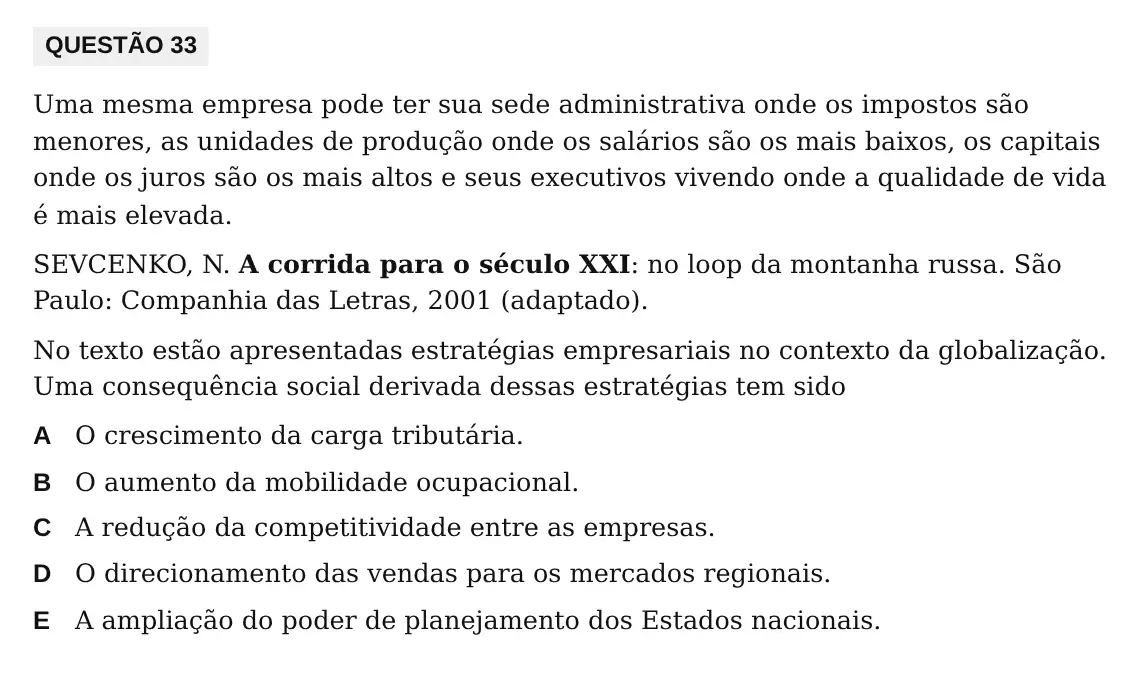 QUESTÃO 33
Uma mesma empresa pode ter sua sede administrativa onde os impostos são
menores, as unidades de produção onde os salários são os mais baixos, os capitais
onde os juros são os mais altos e seus executivos vivendo onde a qualidade de vida
é mais elevada.
SEVCENKO, N. A corrida para o século XXI: no loop da montanha russa. São
Paulo: Companhia das Letras, 2001 (adaptado).
No texto estão apresentadas estratégias empresariais no contexto da globalização.
Uma consequência social derivada dessas estratégias tem sido
A O crescimento da carga tributária.
B O aumento da mobilidade ocupacional.
C A redução da competitividade entre as empresas.
D O direcionamento das vendas para os mercados regionais.
E A ampliação do poder de planejamento dos Estados nacionais.